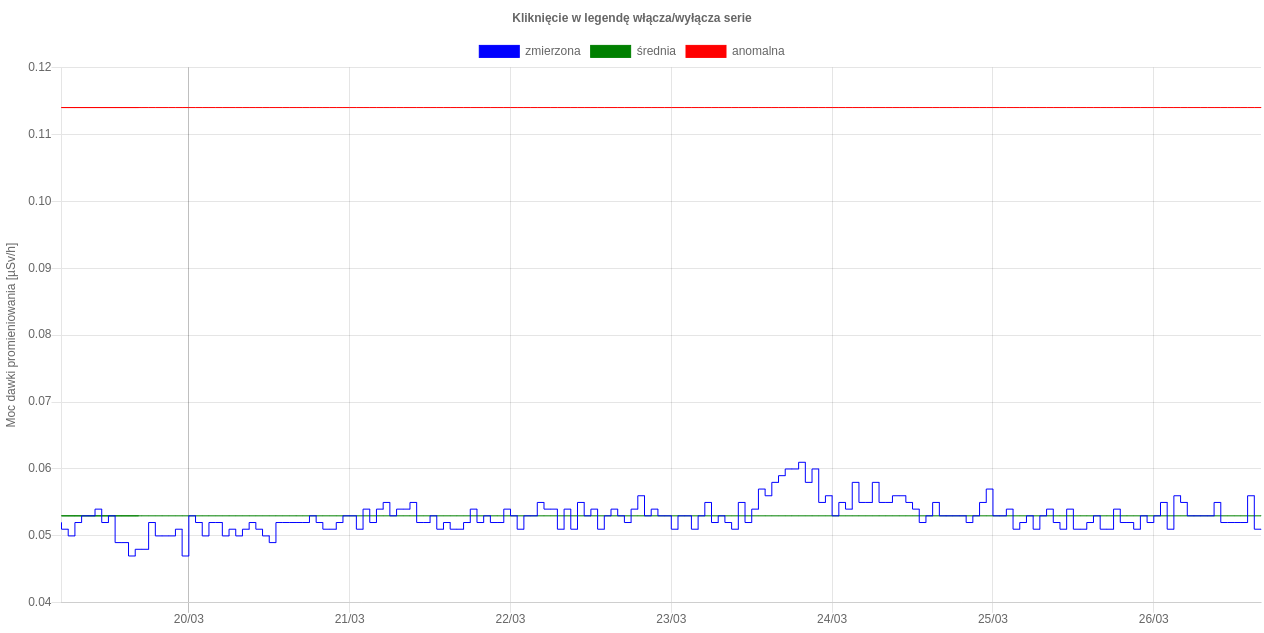 Kliknięcie w legendę włącza/wyłącza serie
zmierzona średnia anomalna
0.12
0.11
0.10
0.09
0.08
0.07
0.06
0.05
0.04
Moc dawki promieniowania [µSv/h]
20/03 21/03 22/03 23/03 24/03 25/03 26/03